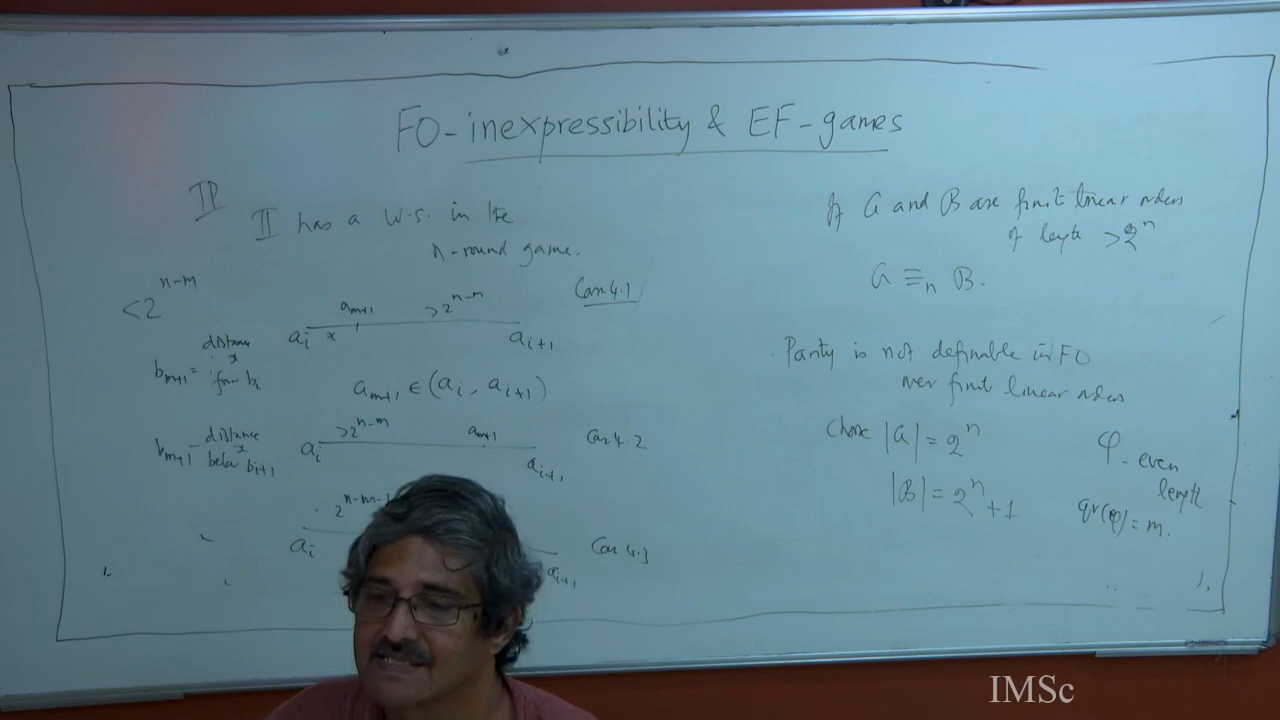 FO-inexpressibility & EF-games
II has a w.s. in the
n-round game.
<2^{n-m}
a_{m+1} >2^{n-m} Case 4.1
a_i x a_{i+1}
b_{m+1} = distance
x
from b_i
a_{m+1} ∈ (a_i, a_{i+1})
b_{m+1} = distance
x
below b_{i+1}
>2^{n-m} a_{m+1} Case 4.2
a_i a_{i+1}
2^{n-m-1}
a_i a_{i+1} Case 4.3
If A and B are finite linear orders
of length >2^n
A ≡_n B.
Parity is not definable in FO
over finite linear orders
Choose |A| = 2^n
|B| = 2^n + 1
φ - even
length
qr(φ) = m.
IMSc